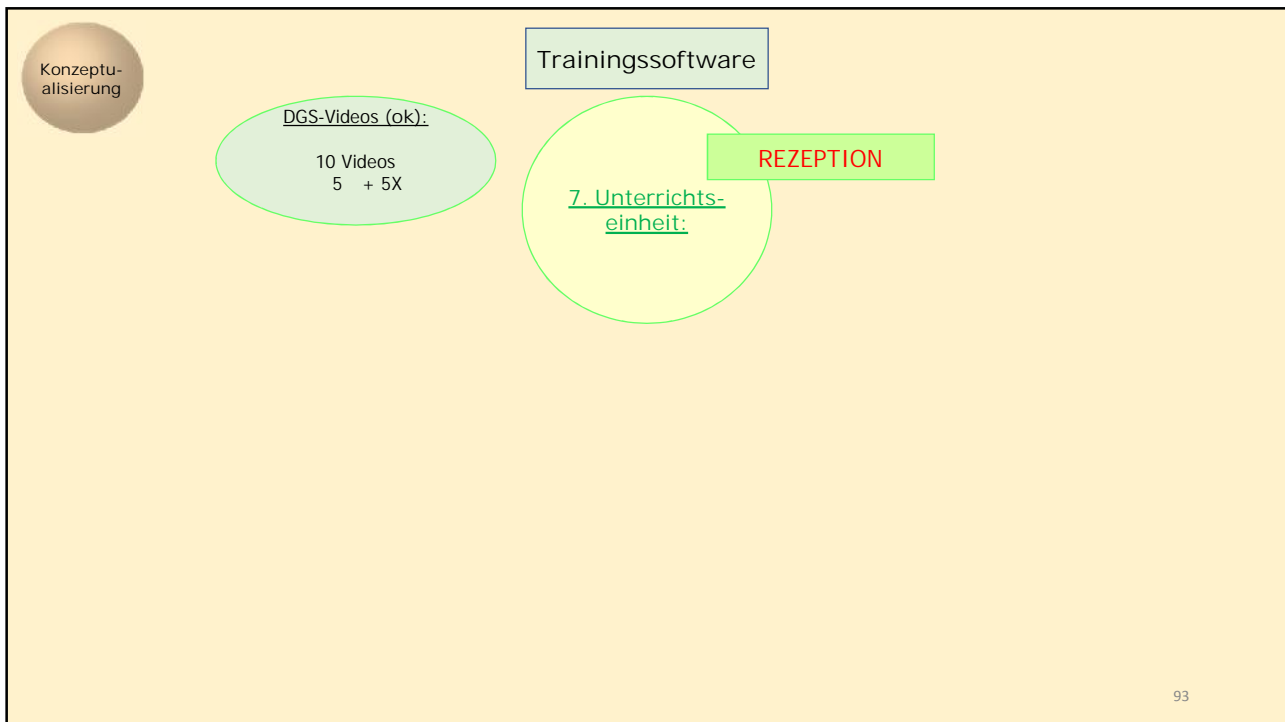 Konzeptu-
alisierung
Trainingssoftware
DGS-Videos (ok):
10 Videos
5 + 5X
REZEPTION
7. Unterrichts-
einheit:
93